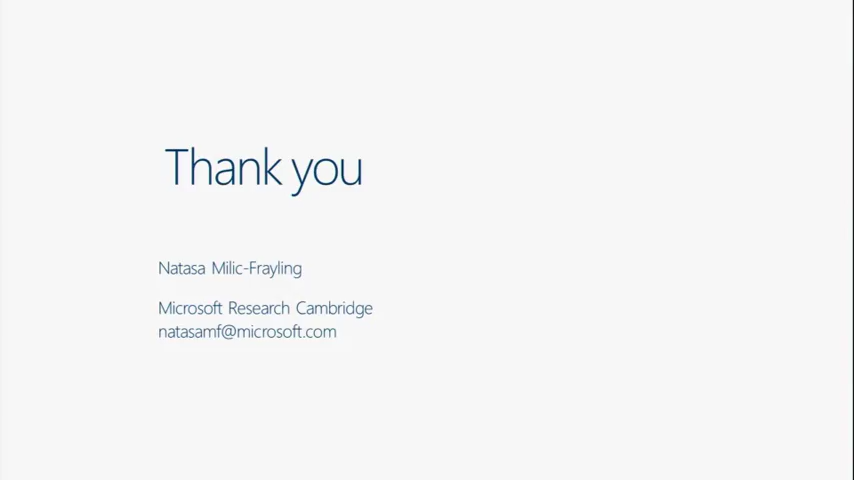 Thank you
Natasa Milic-Frayling
Microsoft Research Cambridge
natasamf@microsoft.com